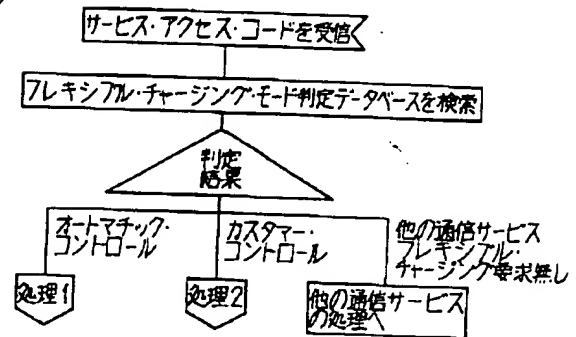 サービス・アクセス・コードを受信
フレキシブル・チャージング・モード判定データベースを検索
判定
結果
オートマチック・
コントロール
カスタマー・
コントロール
他の通信サービス
フレキシブル・
チャージング要求無し
処理1
処理2
他の通信サービス
の処理へ